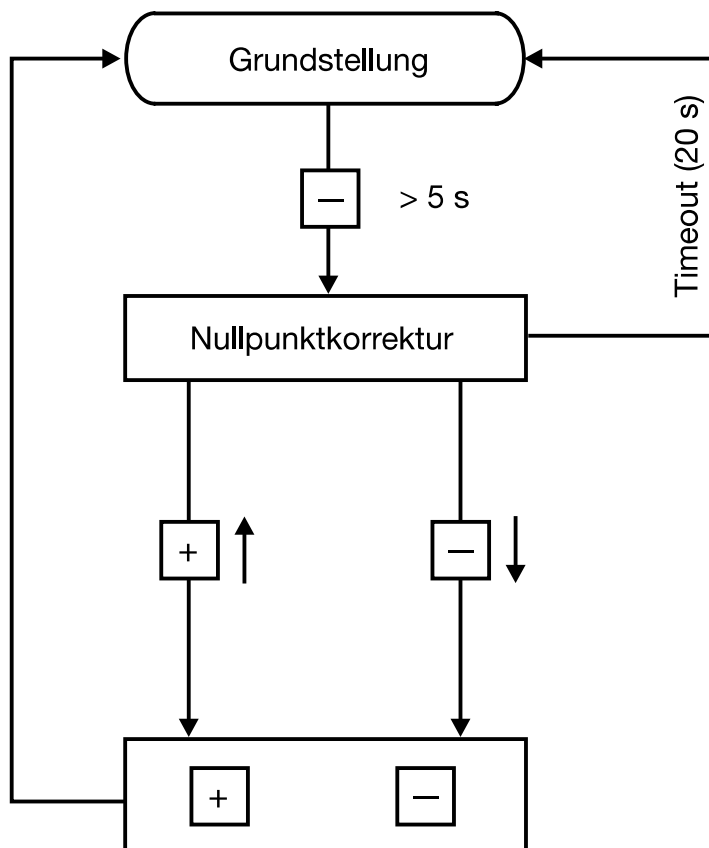 Grundstellung
— > 5 s
Timeout (20 s)
Nullpunktkorrektur
+ —
+ —